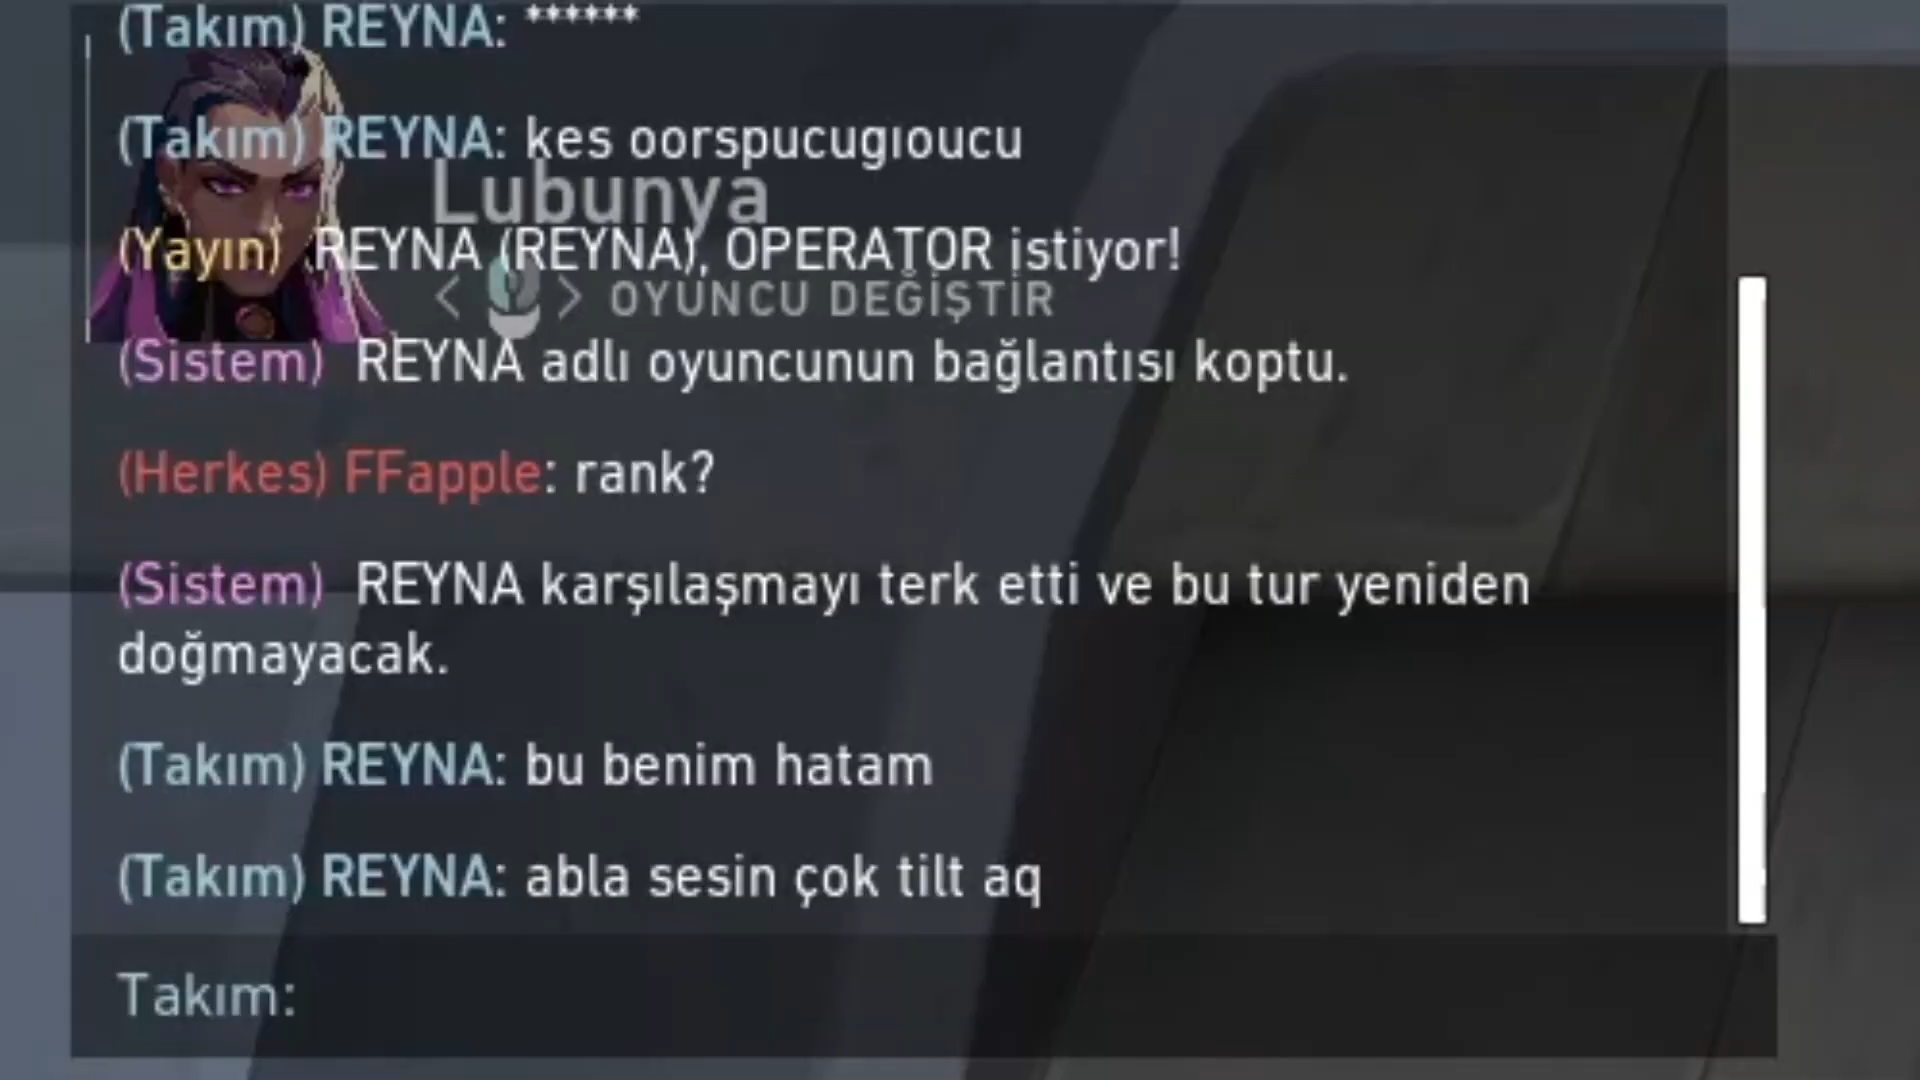 (Takım) REYNA: ******
(Takım) REYNA: kes oorspucugıoucu
Lubunya
(Yayın) REYNA (REYNA), OPERATOR istiyor!
< > OYUNCU DEĞİŞTİR
(Sistem) REYNA adlı oyuncunun bağlantısı koptu.
(Herkes) FFapple: rank?
(Sistem) REYNA karşılaşmayı terk etti ve bu tur yeniden
doğmayacak.
(Takım) REYNA: bu benim hatam
(Takım) REYNA: abla sesin çok tilt aq
Takım: